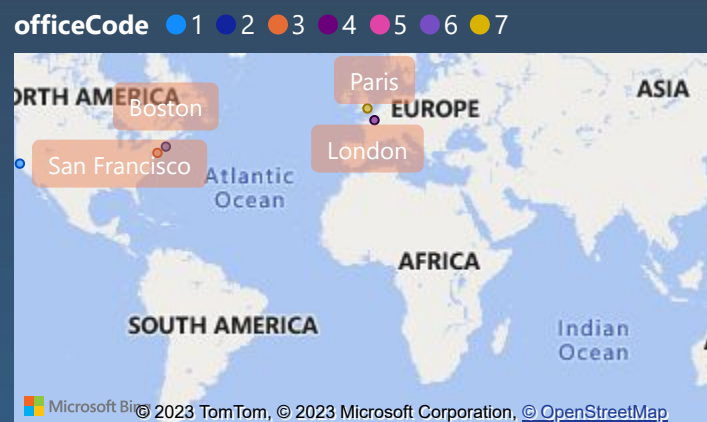 officeCode 1 2 3 4 5 6 7
Paris
ORTH AMERICA
Boston
EUROPE
ASIA
London
San Francisco
Atlantic
Ocean
AFRICA
SOUTH AMERICA
Indian
Ocean
Microsoft Bing
© 2023 TomTom, © 2023 Microsoft Corporation, © OpenStreetMap